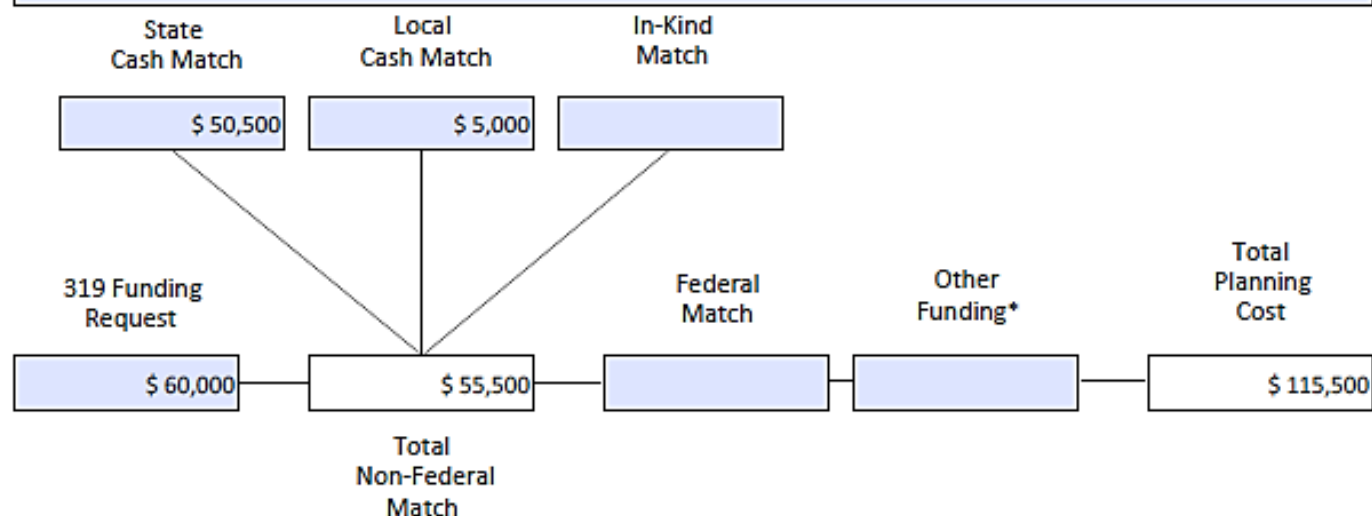 State
Cash Match
Local
Cash Match
In-Kind
Match
$ 50,500
$ 5,000
319 Funding
Request
Federal
Match
Other
Funding*
Total
Planning
Cost
$ 60,000
$ 55,500
$ 115,500
Total
Non-Federal
Match